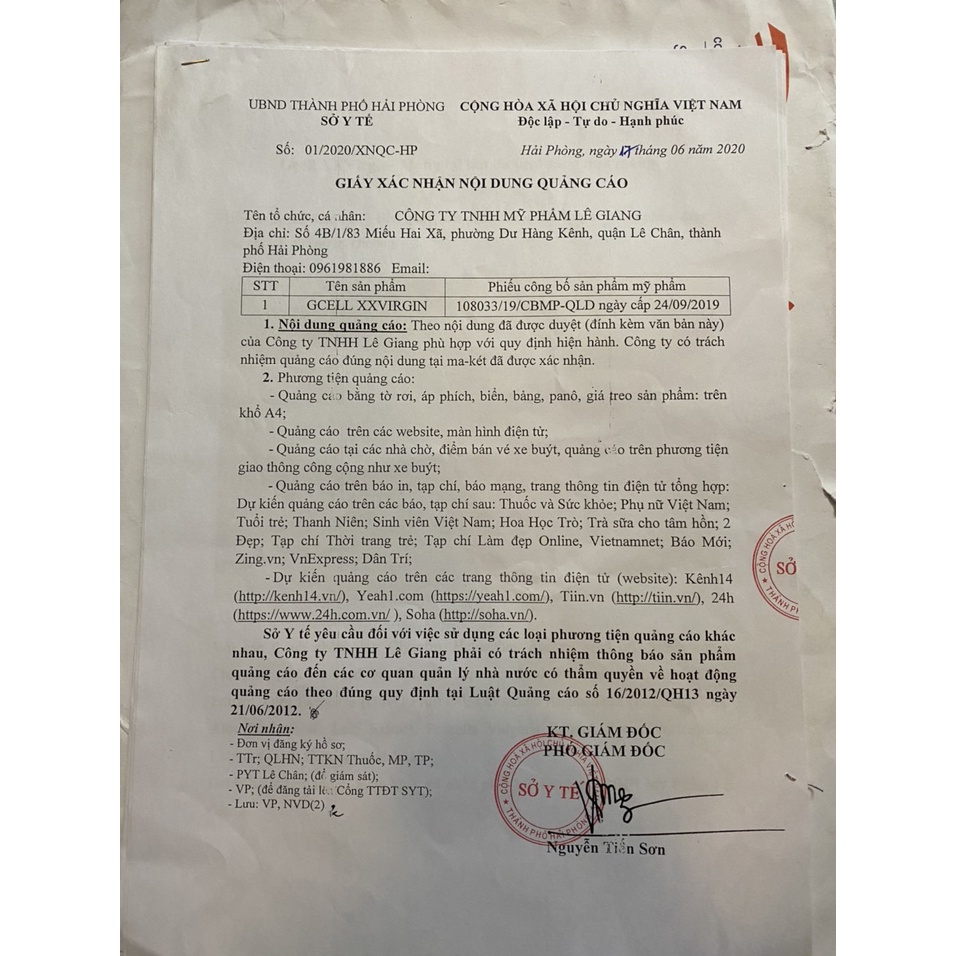 UBND THÀNH PHỐ HẢI PHÒNG
SỞ Y TẾ
CỘNG HÒA XÃ HỘI CHỦ NGHĨA VIỆT NAM
Độc lập - Tự do - Hạnh phúc
Số: 01/2020/XNQC-HP
Hải Phòng, ngày 17 tháng 06 năm 2020
GIẤY XÁC NHẬN NỘI DUNG QUẢNG CÁO
Tên tổ chức, cá nhân: CÔNG TY TNHH MỸ PHẨM LÊ GIANG
Địa chỉ: Số 4B/1/83 Miếu Hai Xã, phường Dư Hàng Kênh, quận Lê Chân, thành
phố Hải Phòng
Điện thoại: 0961981886 Email:
STT Tên sản phẩm Phiếu công bố sản phẩm mỹ phẩm
1 GCELL XXVIRGIN 108033/19/CBMP-QLD ngày cấp 24/09/2019
1. Nội dung quảng cáo: Theo nội dung đã được duyệt (đính kèm văn bản này)
của Công ty TNHH Lê Giang phù hợp với quy định hiện hành. Công ty có trách
nhiệm quảng cáo đúng nội dung tại ma-két đã được xác nhận.
2. Phương tiện quảng cáo:
- Quảng cáo bằng tờ rơi, áp phích, biển, bảng, panô, giá treo sản phẩm: trên
khổ A4;
- Quảng cáo trên các website, màn hình điện tử;
- Quảng cáo tại các nhà chờ, điểm bán vé xe buýt, quảng cáo trên phương tiện
giao thông công cộng như xe buýt;
- Quảng cáo trên báo in, tạp chí, báo mạng, trang thông tin điện tử tổng hợp:
Dự kiến quảng cáo trên các báo, tạp chí sau: Thuốc và Sức khỏe; Phụ nữ Việt Nam;
Tuổi trẻ; Thanh Niên; Sinh viên Việt Nam; Hoa Học Trò; Trà sữa cho tâm hồn; 2
Đẹp; Tạp chí Thời trang trẻ; Tạp chí Làm đẹp Online, Vietnamnet; Báo Mới;
Zing.vn; VnExpress; Dân Trí;
- Dự kiến quảng cáo trên các trang thông tin điện tử (website): Kênh14
(http://kenh14.vn/), Yeah1.com (https://yeah1.com/), Tiin.vn (http://tiin.vn/), 24h
(https://www.24h.com.vn/ ), Soha (http://soha.vn/).
Sở Y tế yêu cầu đối với việc sử dụng các loại phương tiện quảng cáo khác
nhau, Công ty TNHH Lê Giang phải có trách nhiệm thông báo sản phẩm
quảng cáo đến các cơ quan quản lý nhà nước có thẩm quyền về hoạt động
quảng cáo theo đúng quy định tại Luật Quảng cáo số 16/2012/QH13 ngày
21/06/2012.
Nơi nhận:
- Đơn vị đăng ký hồ sơ;
- TTr; QLHN; TTKN Thuốc, MP, TP;
- PYT Lê Chân; (để giám sát);
- VP; (để đăng tải lên Cổng TTĐT SYT);
- Lưu: VP, NVD(2)
KT. GIÁM ĐỐC
PHÓ GIÁM ĐỐC
CỘNG HÒA XÃ HỘI CHỦ NGHĨA
SỞ Y TẾ
THÀNH PHỐ HẢI PHÒNG
Nguyễn Tiến Sơn
CỘNG HÒA XÃ H
SỞ
THÀNH PH